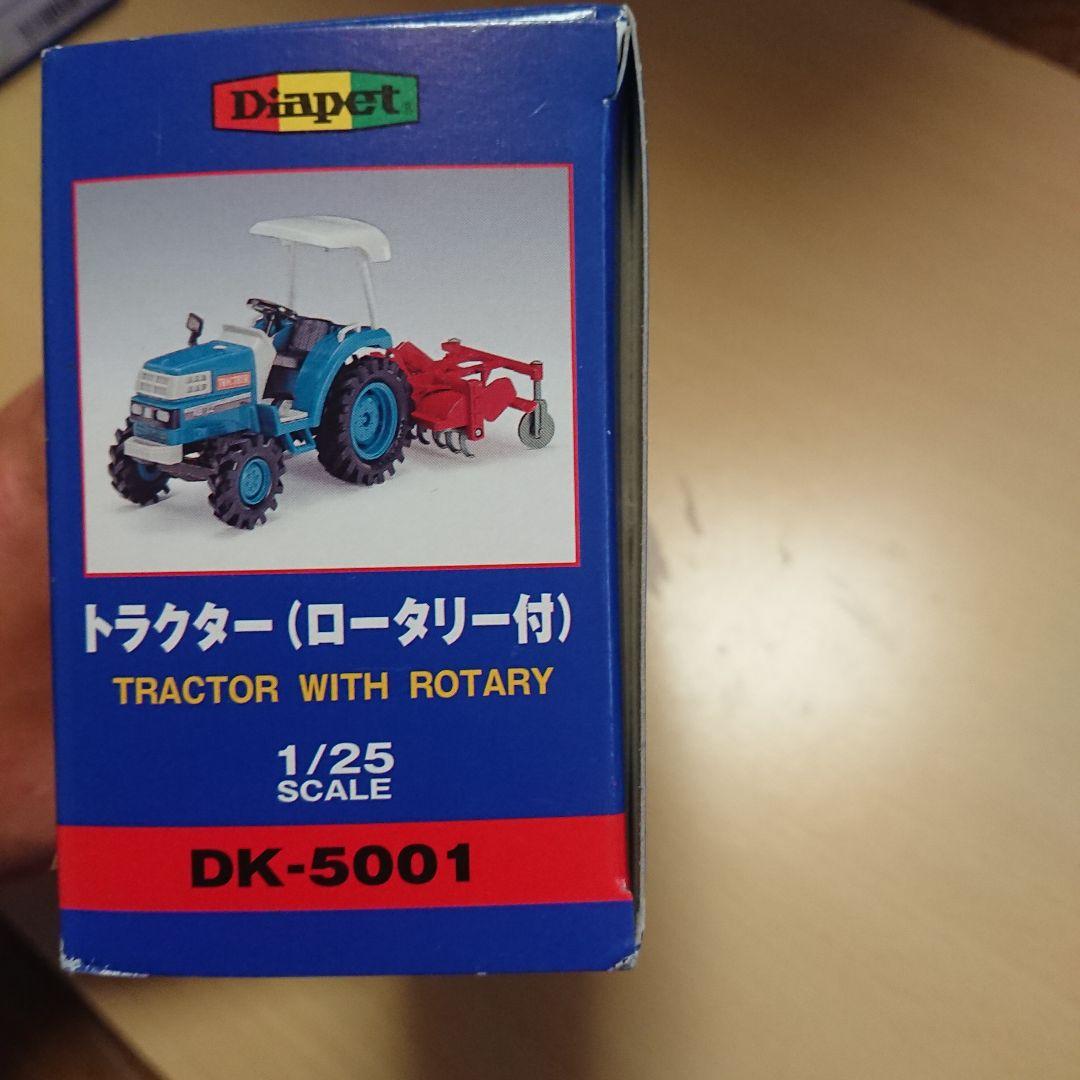 Diapet
TRACTOR
トラクター(ロータリー付)
TRACTOR WITH ROTARY
1/25
SCALE
DK-5001